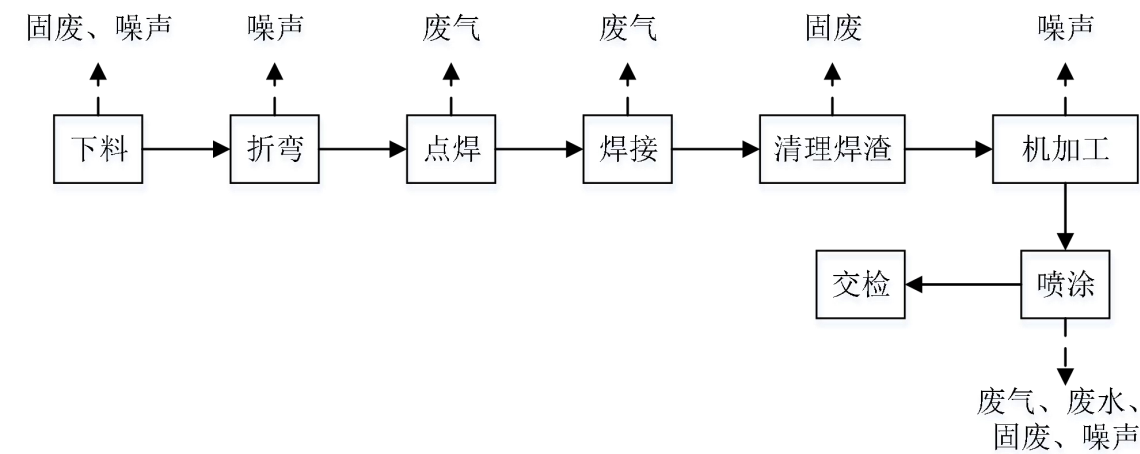 固废、噪声
噪声
废气
废气
固废
噪声
下料
折弯
点焊
焊接
清理焊渣
机加工
交检
喷涂
废气、废水、
固废、噪声